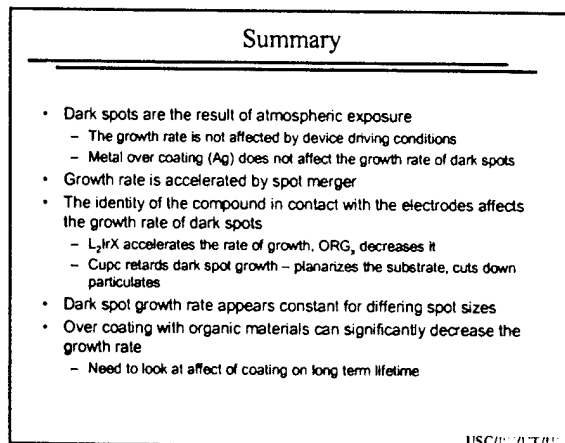 Summary
• Dark spots are the result of atmospheric exposure
– The growth rate is not affected by device driving conditions
– Metal over coating (Ag) does not affect the growth rate of dark spots
• Growth rate is accelerated by spot merger
• The identity of the compound in contact with the electrodes affects
the growth rate of dark spots
– L₂IrX accelerates the rate of growth, ORG, decreases it
– Cupc retards dark spot growth – planarizes the substrate, cuts down
particulates
• Dark spot growth rate appears constant for differing spot sizes
• Over coating with organic materials can significantly decrease the
growth rate
– Need to look at affect of coating on long term lifetime
USC/